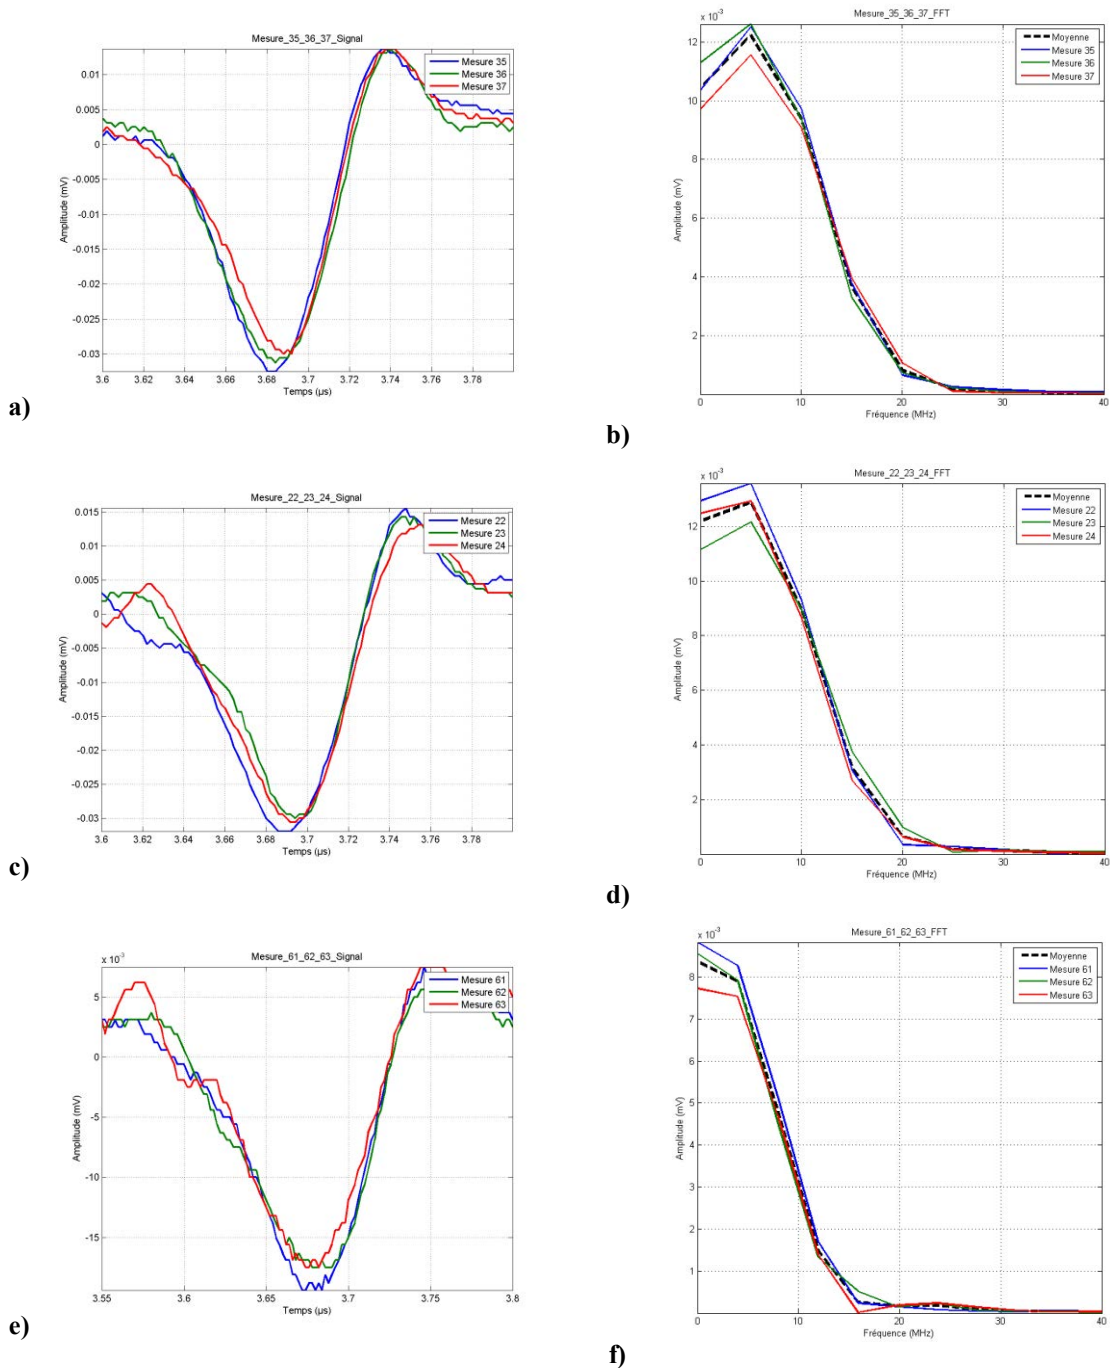 Mesure_35_36_37_Signal
Mesure 35
Mesure 36
Mesure 37
0.01
0.005
0
-0.005
-0.01
-0.015
-0.02
-0.025
-0.03
Amplitude (mV)
3.6 3.62 3.64 3.66 3.68 3.7 3.72 3.74 3.76 3.78
Temps (µs)
a)
Mesure_35_36_37_FFT
x 10⁻³
Moyenne
Mesure 35
Mesure 36
Mesure 37
12
10
8
6
4
2
Amplitude (mV)
0 10 20 30 40
Fréquence (MHz)
b)
Mesure_22_23_24_Signal
Mesure 22
Mesure 23
Mesure 24
0.015
0.01
0.005
0
-0.005
-0.01
-0.015
-0.02
-0.025
-0.03
Amplitude (mV)
3.6 3.62 3.64 3.66 3.68 3.7 3.72 3.74 3.76 3.78
Temps (µs)
c)
Mesure_22_23_24_FFT
x 10⁻³
Moyenne
Mesure 22
Mesure 23
Mesure 24
12
10
8
6
4
2
Amplitude (mV)
0 10 20 30 40
Fréquence (MHz)
d)
Mesure_61_62_63_Signal
x 10⁻³
Mesure 61
Mesure 62
Mesure 63
5
0
-5
-10
-15
Amplitude (mV)
3.55 3.6 3.65 3.7 3.75 3.8
Temps (µs)
e)
Mesure_61_62_63_FFT
x 10⁻³
Moyenne
Mesure 61
Mesure 62
Mesure 63
8
7
6
5
4
3
2
1
Amplitude (mV)
0 10 20 30 40
Fréquence (MHz)
f)